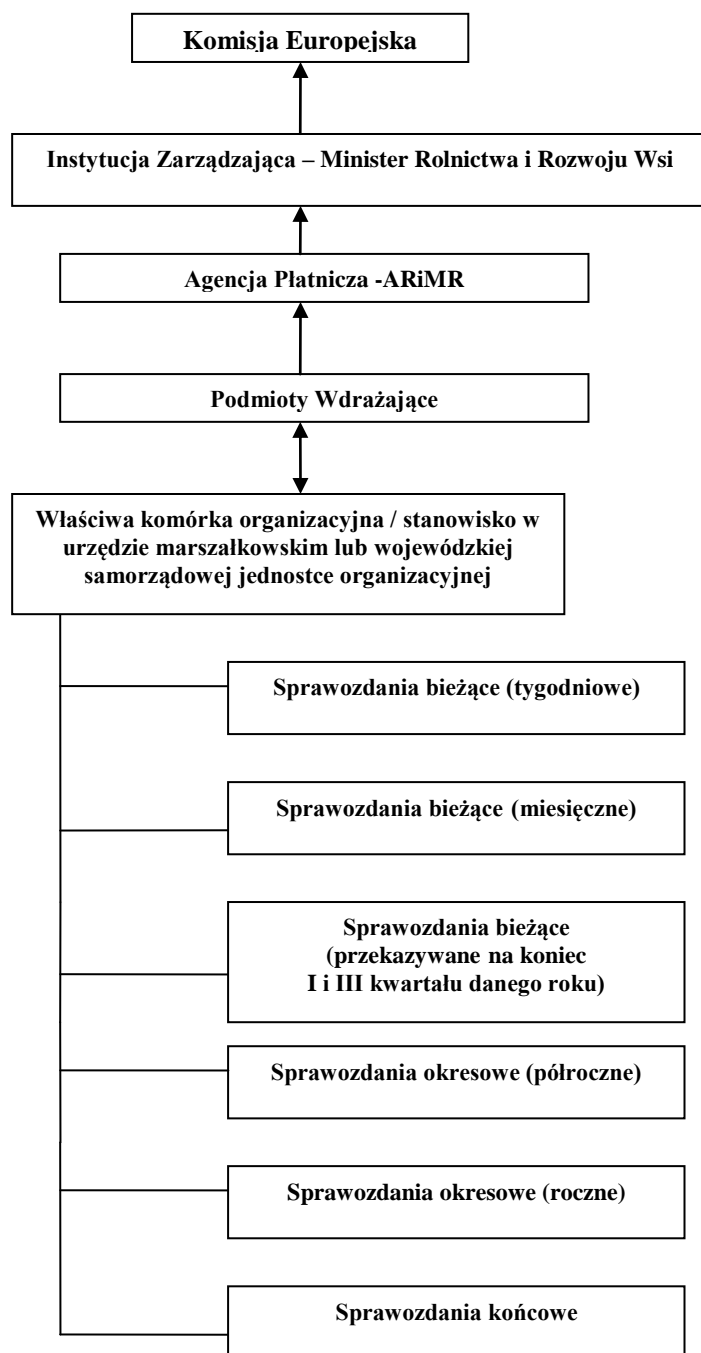 Komisja Europejska
Instytucja Zarządzająca – Minister Rolnictwa i Rozwoju Wsi
Agencja Płatnicza -ARiMR
Podmioty Wdrażające
Właściwa komórka organizacyjna / stanowisko w
urzędzie marszałkowskim lub wojewódzkiej
samorządowej jednostce organizacyjnej
Sprawozdania bieżące (tygodniowe)
Sprawozdania bieżące (miesięczne)
Sprawozdania bieżące
(przekazywane na koniec
I i III kwartału danego roku)
Sprawozdania okresowe (półroczne)
Sprawozdania okresowe (roczne)
Sprawozdania końcowe